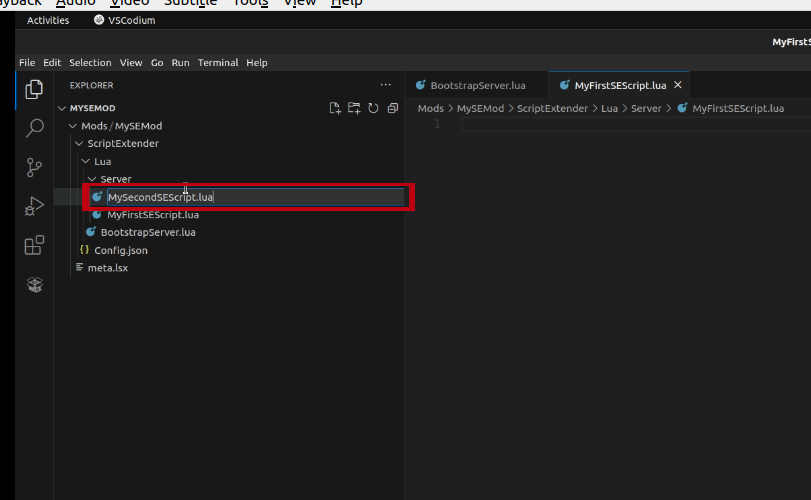 Audio Video Subtitle Tools View Help
Activities VSCodium
File Edit Selection View Go Run Terminal Help
EXPLORER ...
MYSEMOD
Mods / MySEMod
ScriptExtender
Lua
Server
MySecondSEScript.lua
MyFirstSEScript.lua
BootstrapServer.lua
{} Config.json
meta.lsx
BootstrapServer.lua MyFirstSEScript.lua
Mods > MySEMod > ScriptExtender > Lua > Server > MyFirstSEScript.lua
1